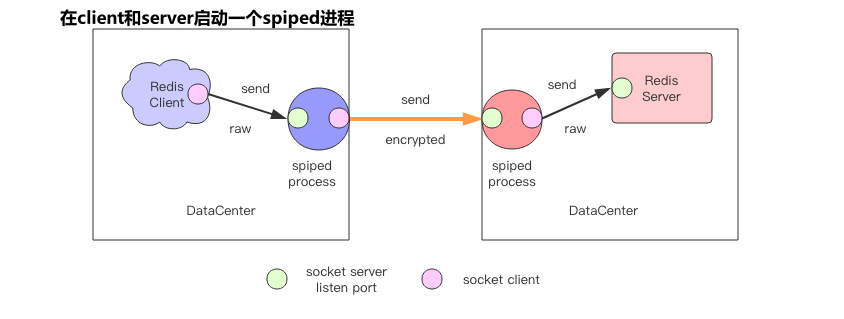 在client和server启动一个spiped进程
Redis
Client
send
raw
send
encrypted
send
raw
Redis
Server
spiped
process
spiped
process
DataCenter
DataCenter
socket server
listen port
socket client